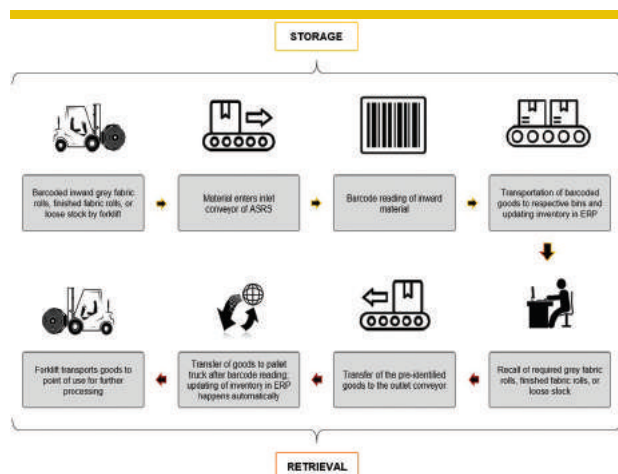 STORAGE
Barcoded inward grey fabric
rolls, finished fabric rolls, or
loose stock by forklift
Material enters inlet
conveyor of ASRS
Barcode reading of inward
material
Transportation of barcoded
goods to respective bins and
updating inventory in ERP
Forklift transports goods to
point of use for further
processing
Transfer of goods to pallet
truck after barcode reading;
updating of inventory in ERP
happens automatically
Transfer of the pre-identified
goods to the outlet conveyor
Recall of required grey fabric
rolls, finished fabric rolls, or
loose stock
RETRIEVAL